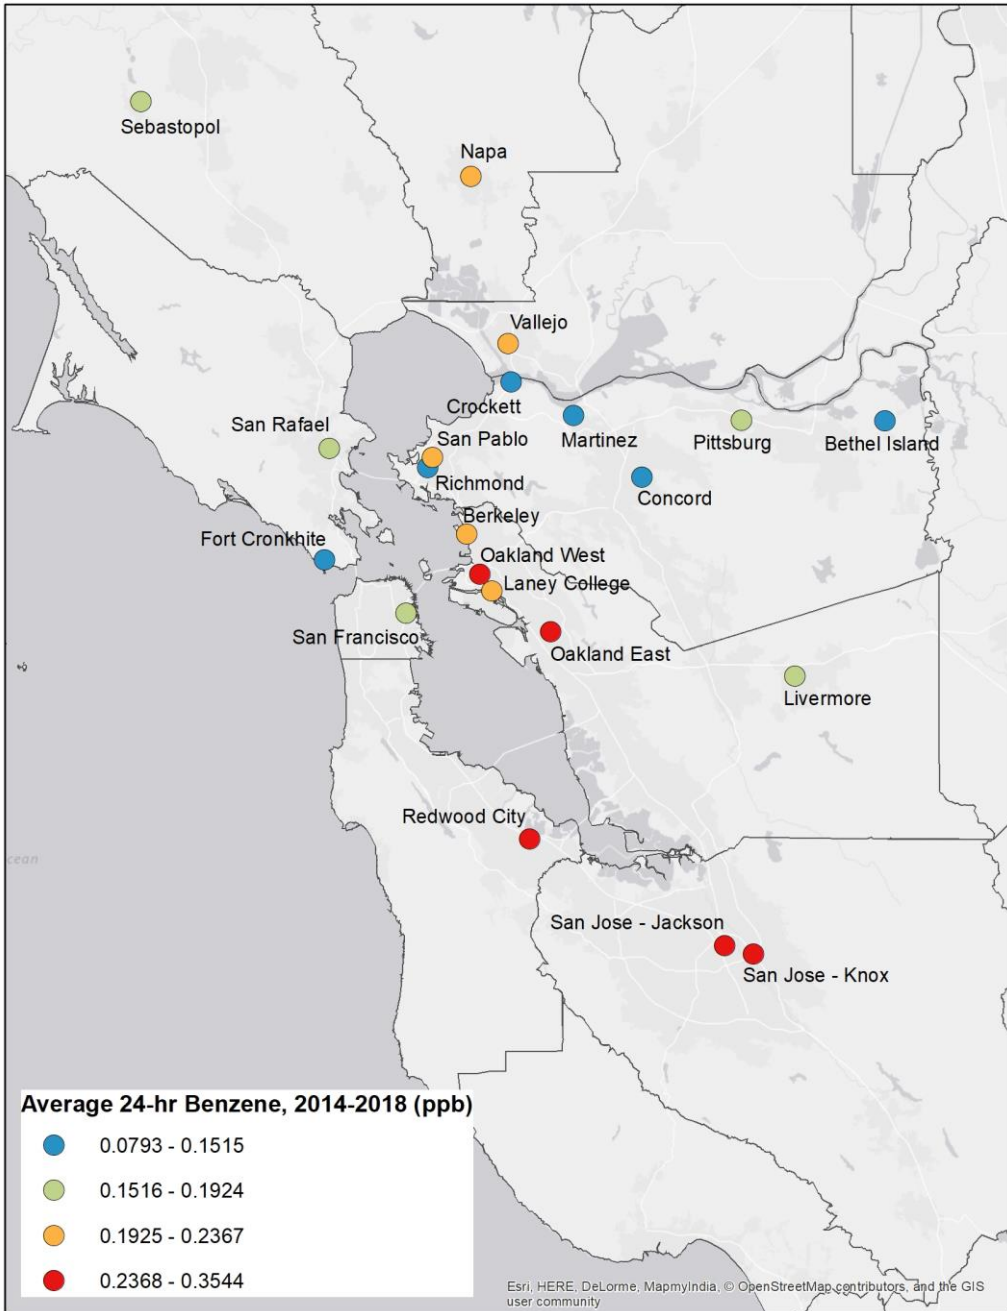 Sebastopol
Napa
Vallejo
Crockett
Martinez
Pittsburg
Bethel Island
San Rafael
San Pablo
Richmond
Concord
Berkeley
Fort Cronkhite
Oakland West
Laney College
San Francisco
Oakland East
Livermore
Redwood City
cean
San Jose - Jackson
San Jose - Knox
Average 24-hr Benzene, 2014-2018 (ppb)
0.0793 - 0.1515
0.1516 - 0.1924
0.1925 - 0.2367
0.2368 - 0.3544
Esri, HERE, DeLorme, MapmyIndia, © OpenStreetMap contributors, and the GIS
user community